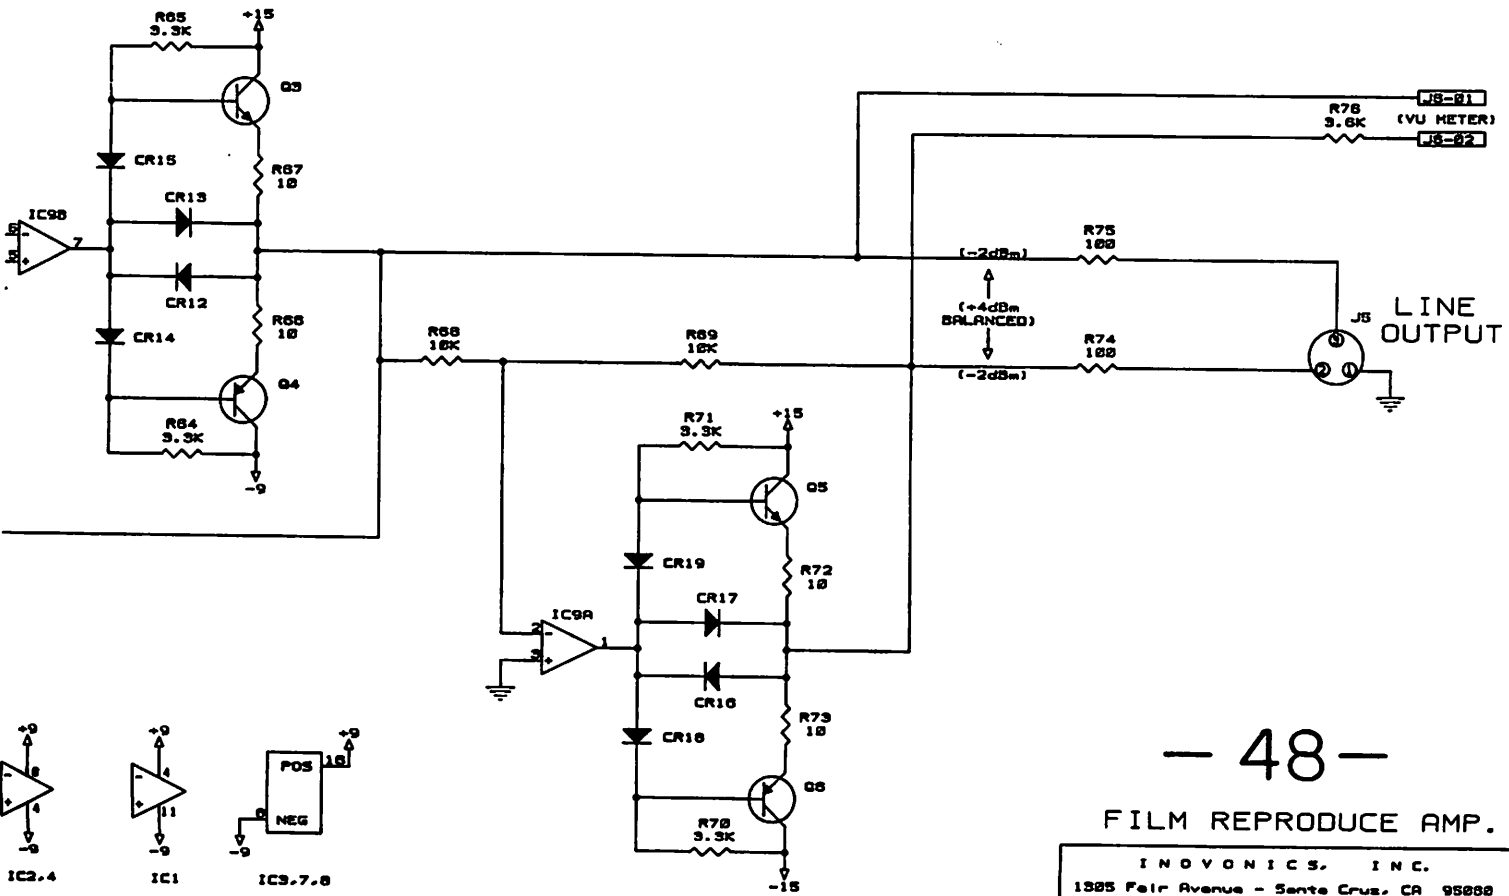 R65
3.3K
+15
Q3
CR15
R67
10
CR13
IC9B
7
CR12
R66
10
CR14
Q4
R64
3.3K
-9
J6-01
(VU METER)
J6-02
R76
3.6K
R75
100
(-2dBm)
(+4dBm
BALANCED)
(-2dBm)
R74
100
J5
LINE
OUTPUT
3
2
1
R68
10K
R69
10K
R71
3.3K
+15
Q5
CR19
R72
10
CR17
IC9A
2
-
3
+
1
CR16
R73
10
CR18
Q6
R70
3.3K
-15
+9
-
8
+
4
-9
IC2,4
+9
-
4
+
11
-9
IC1
+9
POS
16
NEG
-9
IC3,7,8
- 48 -
FILM REPRODUCE AMP.
INOVONICS, INC.
1305 Fair Avenue - Santa Cruz, CA 95060